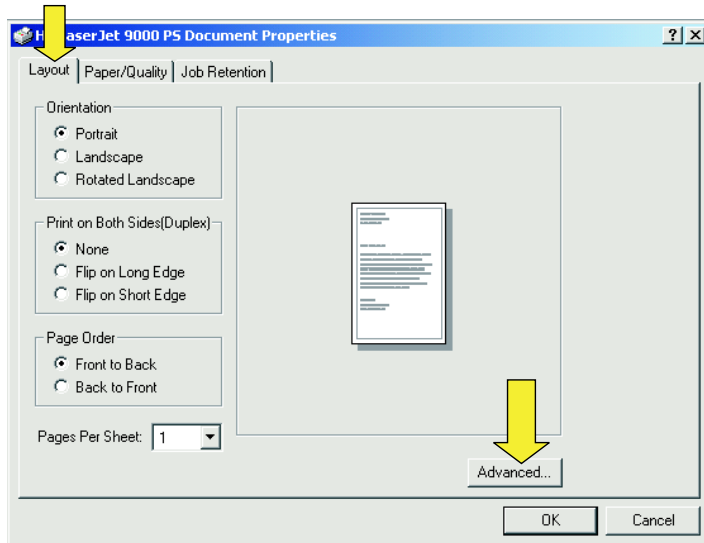 H LaserJet 9000 PS Document Properties
Layout Paper/Quality Job Retention
Orientation
Portrait
Landscape
Rotated Landscape
Print on Both Sides(Duplex)
None
Flip on Long Edge
Flip on Short Edge
Page Order
Front to Back
Back to Front
Pages Per Sheet: 1
Advanced...
OK Cancel